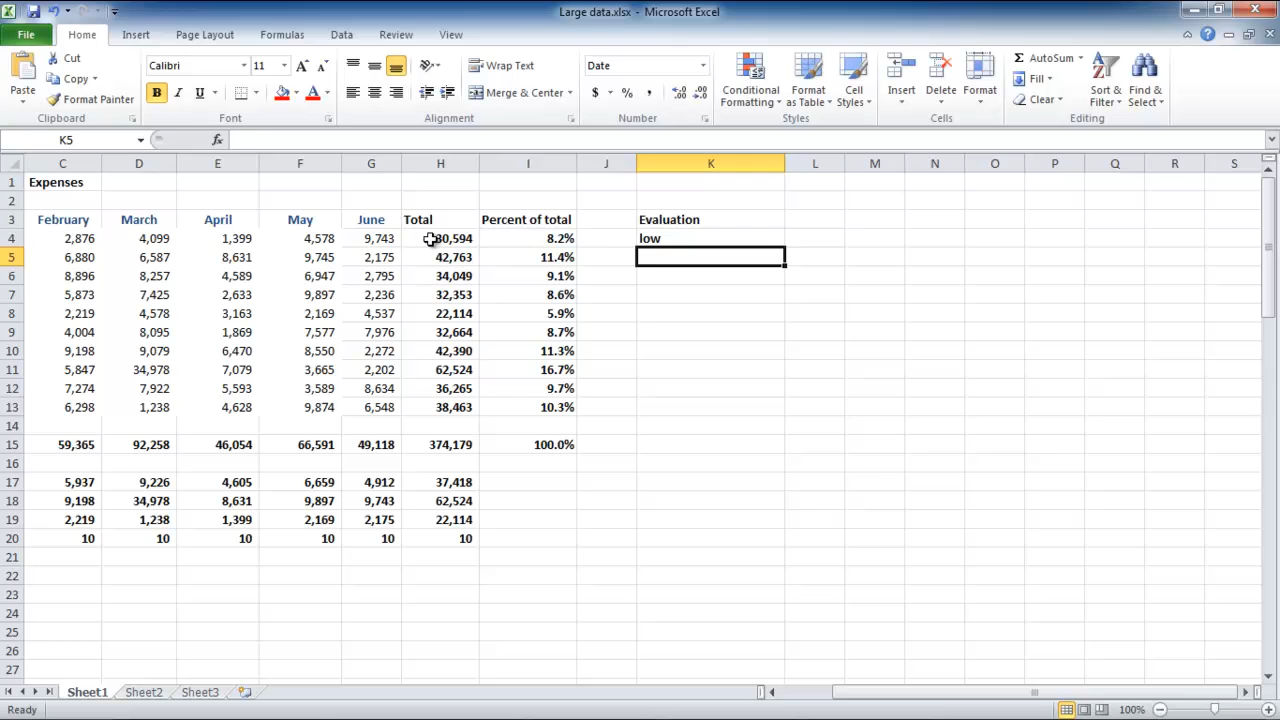 Large data.xlsx - Microsoft Excel
File Home Insert Page Layout Formulas Data Review View
Paste Cut Copy Format Painter Clipboard
Calibri 11 B I U A A A Font
Wrap Text Merge & Center Alignment
Date $ % , Number
Conditional Formatting Format as Table Cell Styles Styles
Insert Delete Format Cells
Σ AutoSum Fill Clear Sort & Filter Find & Select Editing
K5 fx
C D E F G H I J K L M N O P Q R S
1 Expenses
2
3 February March April May June Total Percent of total Evaluation
4 2,876 4,099 1,399 4,578 9,743 30,594 8.2% low
5 6,880 6,587 8,631 9,745 2,175 42,763 11.4%
6 8,896 8,257 4,589 6,947 2,795 34,049 9.1%
7 5,873 7,425 2,633 9,897 2,236 32,353 8.6%
8 2,219 4,578 3,163 2,169 4,537 22,114 5.9%
9 4,004 8,095 1,869 7,577 7,976 32,664 8.7%
10 9,198 9,079 6,470 8,550 2,272 42,390 11.3%
11 5,847 34,978 7,079 3,665 2,202 62,524 16.7%
12 7,274 7,922 5,593 3,589 8,634 36,265 9.7%
13 6,298 1,238 4,628 9,874 6,548 38,463 10.3%
14
15 59,365 92,258 46,054 66,591 49,118 374,179 100.0%
16
17 5,937 9,226 4,605 6,659 4,912 37,418
18 9,198 34,978 8,631 9,897 9,743 62,524
19 2,219 1,238 1,399 2,169 2,175 22,114
20 10 10 10 10 10 10
21
22
23
24
25
26
27
Sheet1 Sheet2 Sheet3
Ready 100%